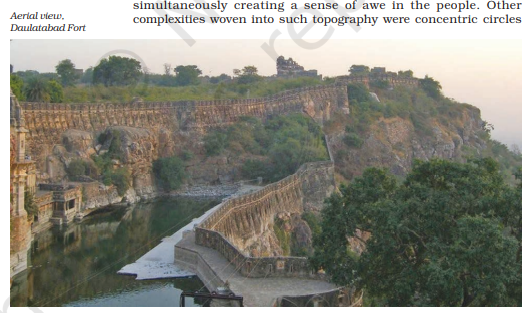 simultaneously creating a sense of awe in the people. Other
complexities woven into such topography were concentric circles
Aerial view,
Daulatabad Fort